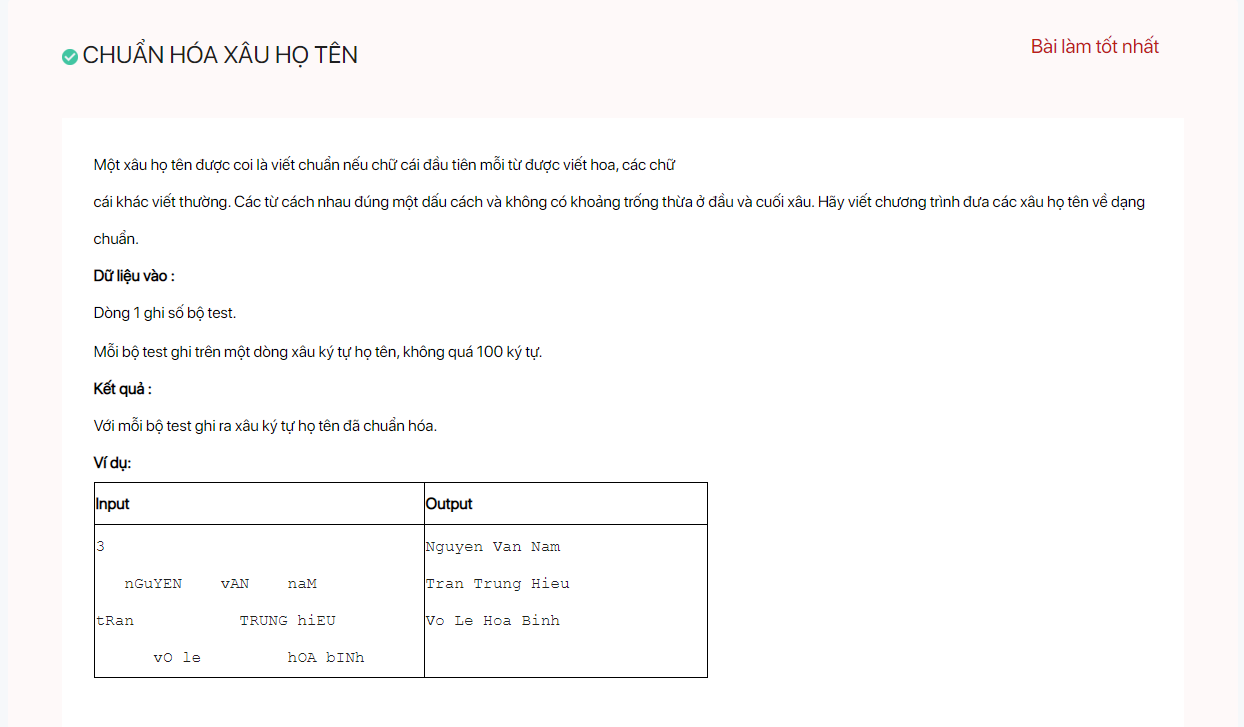 CHUẨN HÓA XÂU HỌ TÊN
Bài làm tốt nhất
Một xâu họ tên được coi là viết chuẩn nếu chữ cái đầu tiên mỗi từ được viết hoa, các chữ
cái khác viết thường. Các từ cách nhau đúng một dấu cách và không có khoảng trống thừa ở đầu và cuối xâu. Hãy viết chương trình đưa các xâu họ tên về dạng
chuẩn.
Dữ liệu vào :
Dòng 1 ghi số bộ test.
Mỗi bộ test ghi trên một dòng xâu ký tự họ tên, không quá 100 ký tự.
Kết quả :
Với mỗi bộ test ghi ra xâu ký tự họ tên đã chuẩn hóa.
Ví dụ:
Input Output
3 Nguyen Van Nam
nGuYEN vAN naM Tran Trung Hieu
tRan TRUNG hiEU Vo Le Hoa Binh
vO le hOA bINh